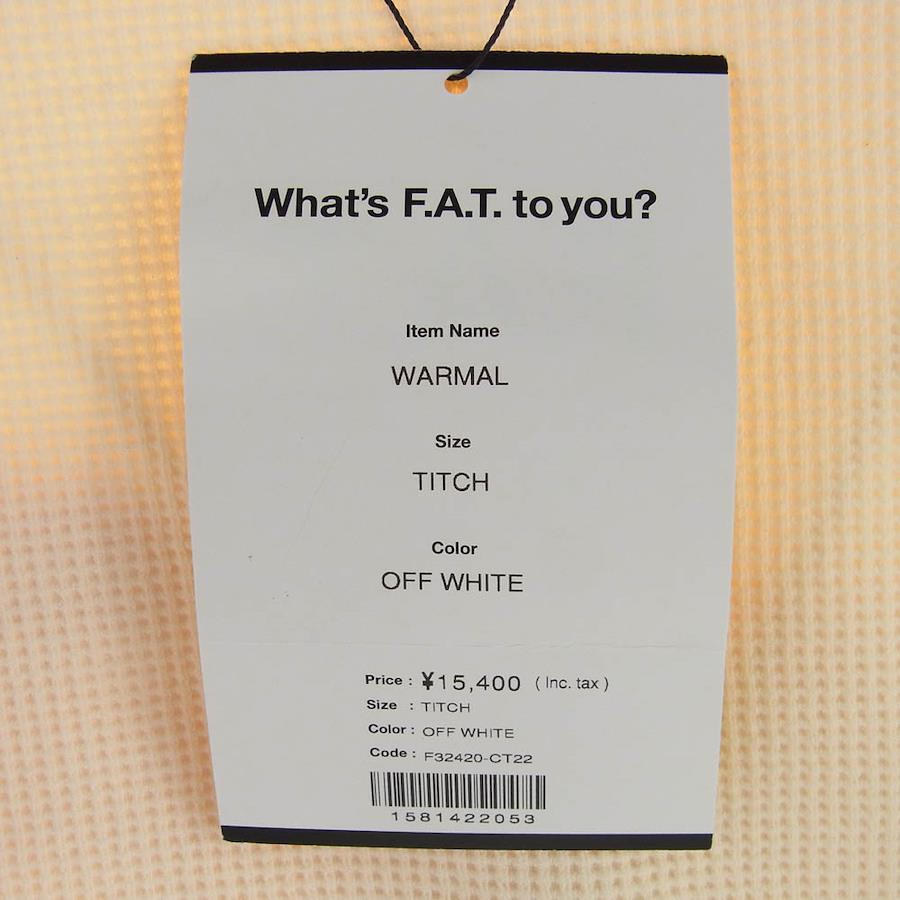 What's F.A.T. to you?
Item Name
WARMAL
Size
TITCH
Color
OFF WHITE
Price : ¥15,400 ( Inc. tax )
Size : TITCH
Color : OFF WHITE
Code : F32420-CT22
1581422053